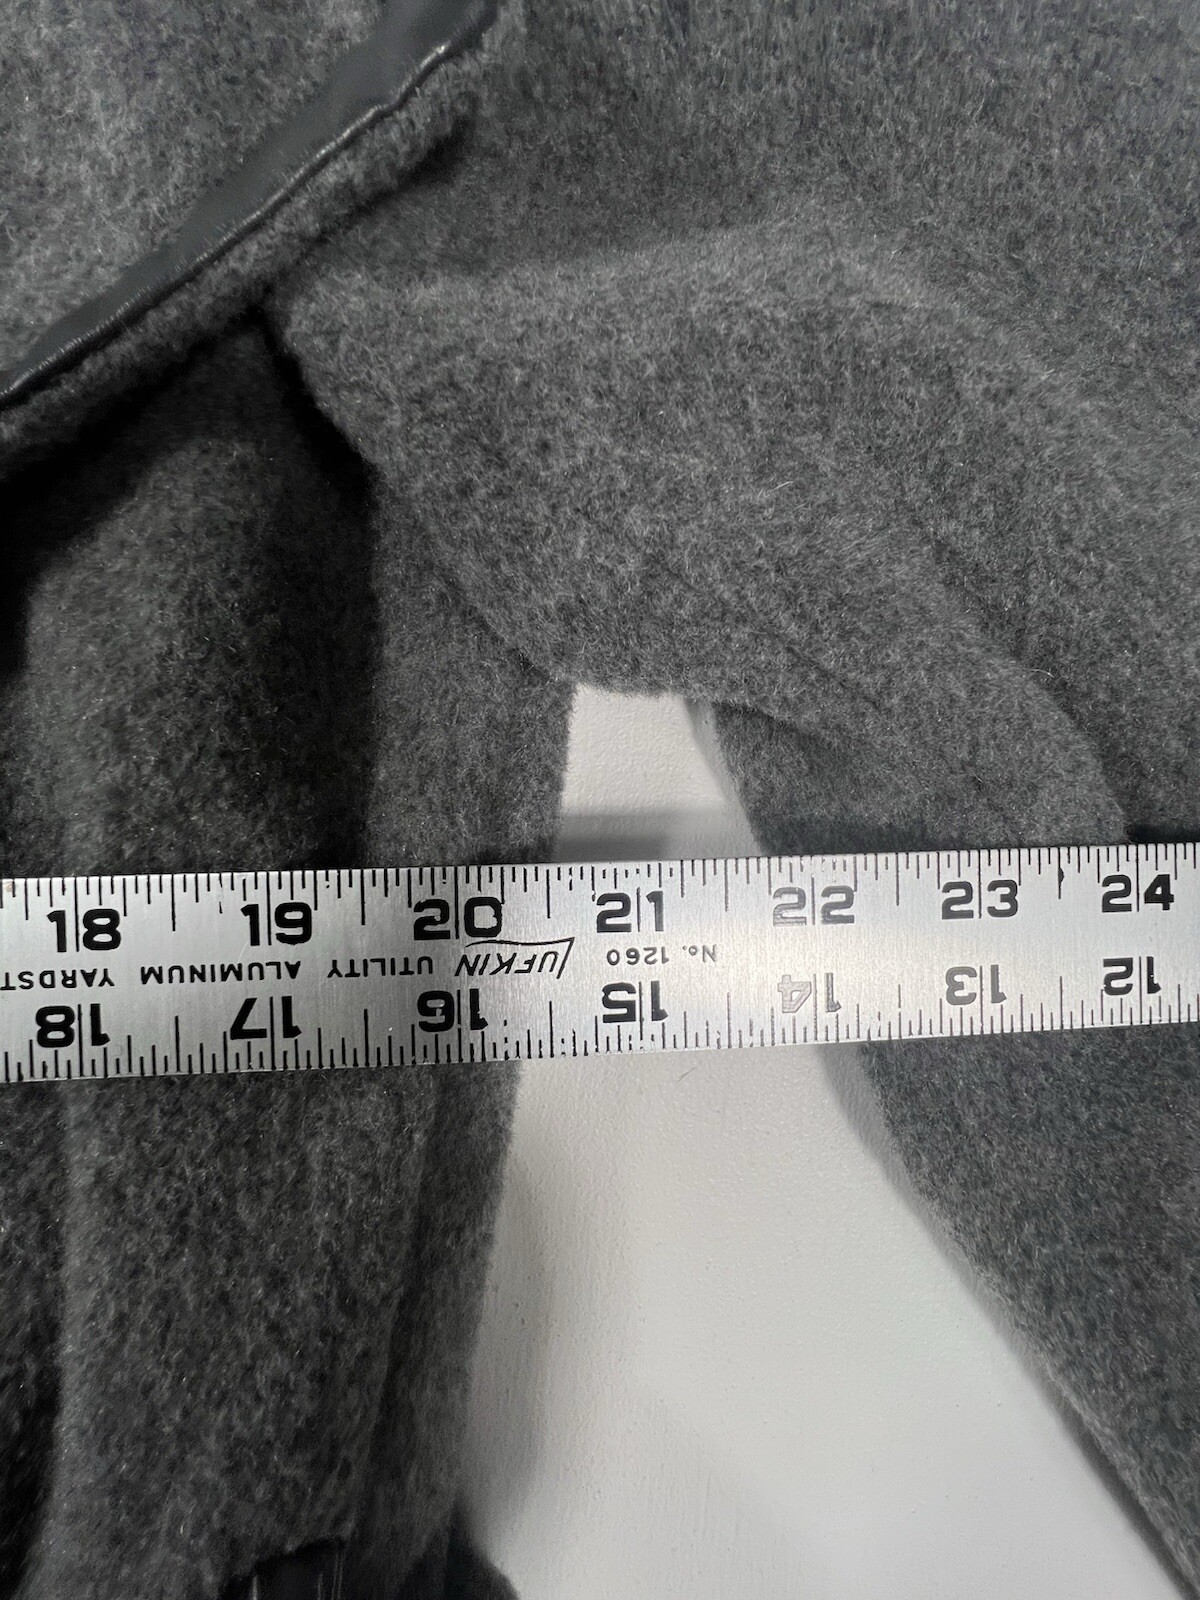 18 19 20 21 22 23 24
No. 1260 LUFKIN UTILITY ALUMINUM YARDST
12 13 14 15 16 17 18